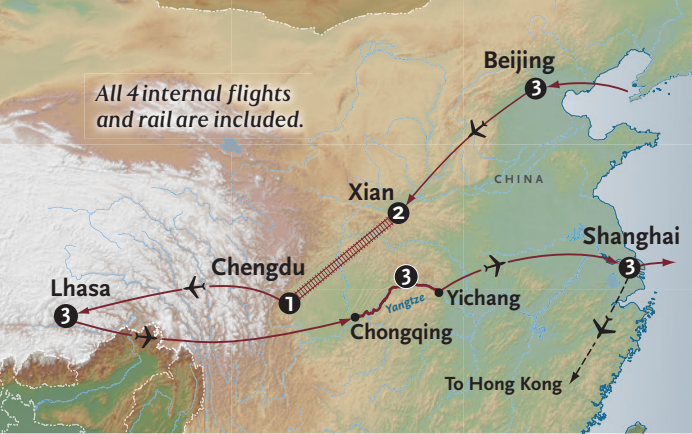 Beijing
3
All 4 internal flights
and rail are included.
CHINA
Xian
2
Shanghai
3
Chengdu
1
3
Lhasa
3
Yangtze
Yichang
Chongqing
To Hong Kong